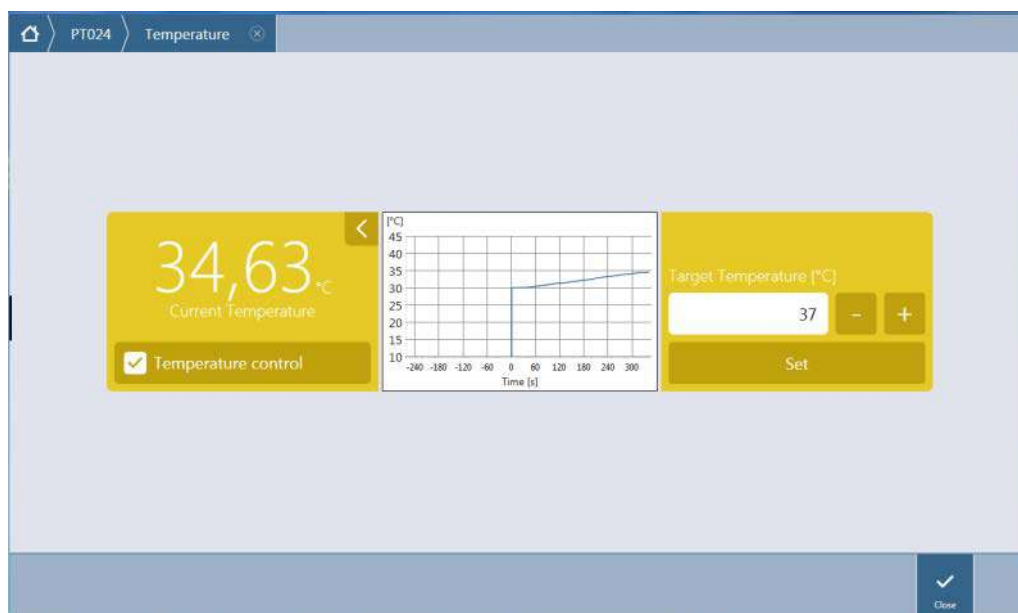 PT024 Temperature
34,63 °C
Current Temperature
Temperature control
[°C]
45
40
35
30
25
20
15
10
-240 -180 -120 -60 0 60 120 180 240 300
Time [s]
Target Temperature [°C]
37 - +
Set
Close